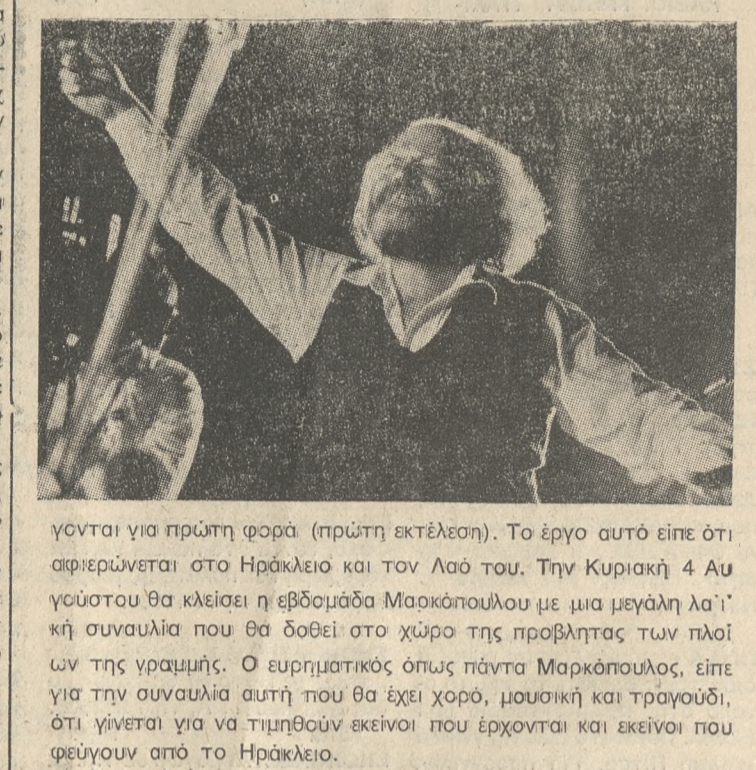 γονται για πρώτη φορά (πρώτη εκτέλεση). Το έργο αυτό είπε ότι
αφιερώνεται στο Ηράκλειο και τον Λαό του. Την Κυριακή 4 Αυ
γούστου θα κλείσει η εβδομάδα Μαρκόπουλου με μια μεγάλη λαϊ
κή συναυλία που θα δοθεί στο χώρο της προβλητας των πλοί
ων της γραμμής. Ο ευρηματικός όπως πάντα Μαρκόπουλος, είπε
για την συναυλία αυτή που θα έχει χορό, μουσική και τραγούδι,
ότι γίνεται για να τιμηθούν εκείνοι που έρχονται και εκείνοι που
φεύγουν από το Ηράκλειο.